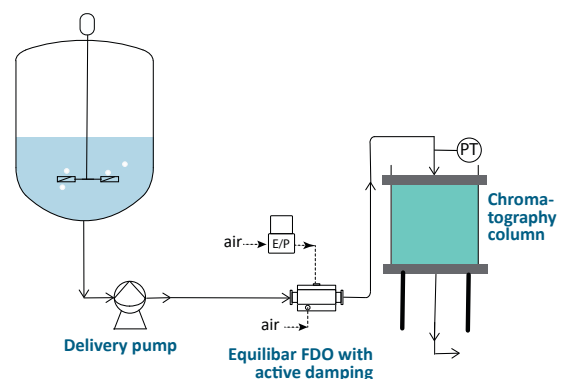 PT
Chroma-
tography
column
air
E/P
air
Delivery pump
Equilibar FDO with
active damping